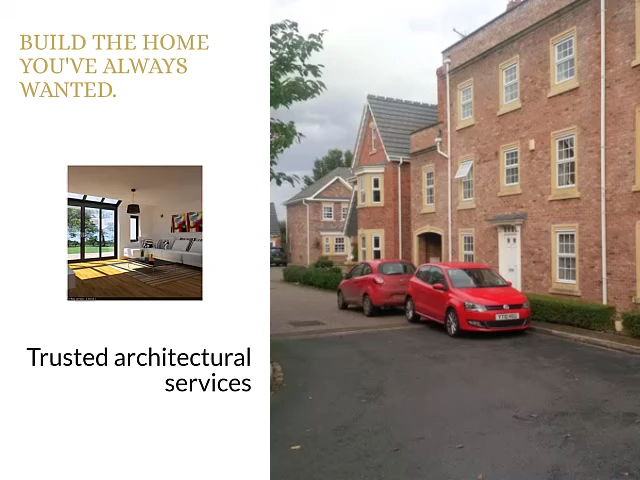 BUILD THE HOME
YOU'VE ALWAYS
WANTED.
Trusted architectural
services